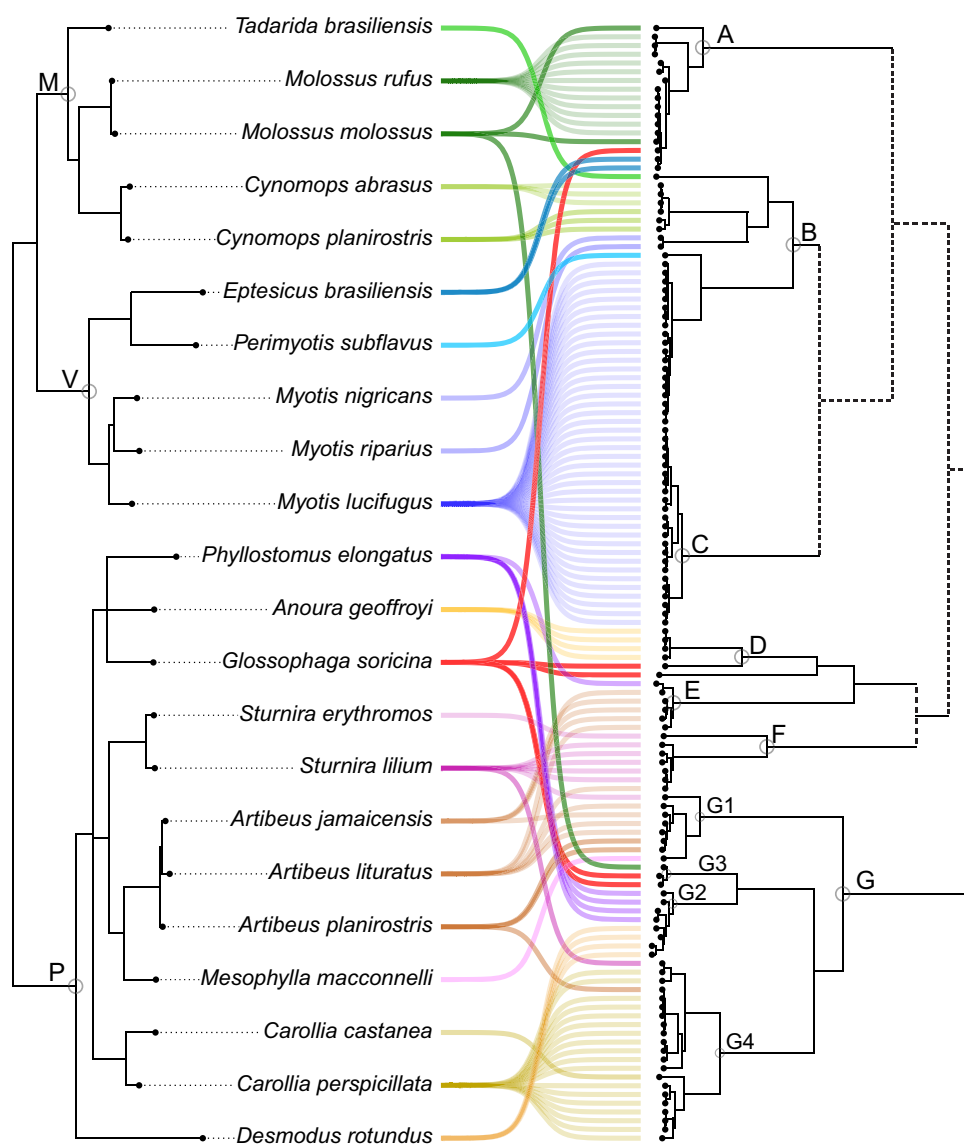 Tadarida brasiliensis
A
M
Molossus rufus
Molossus molossus
Cynomops abrasus
Cynomops planirostris
B
Eptesicus brasiliensis
Perimyotis subflavus
V
Myotis nigricans
Myotis riparius
Myotis lucifugus
C
Phyllostomus elongatus
Anoura geoffroyi
D
Glossophaga soricina
E
Sturnira erythromos
F
Sturnira lilium
G1
Artibeus jamaicensis
G3
Artibeus lituratus
G
G2
Artibeus planirostris
P
Mesophylla macconnelli
Carollia castanea
G4
Carollia perspicillata
Desmodus rotundus